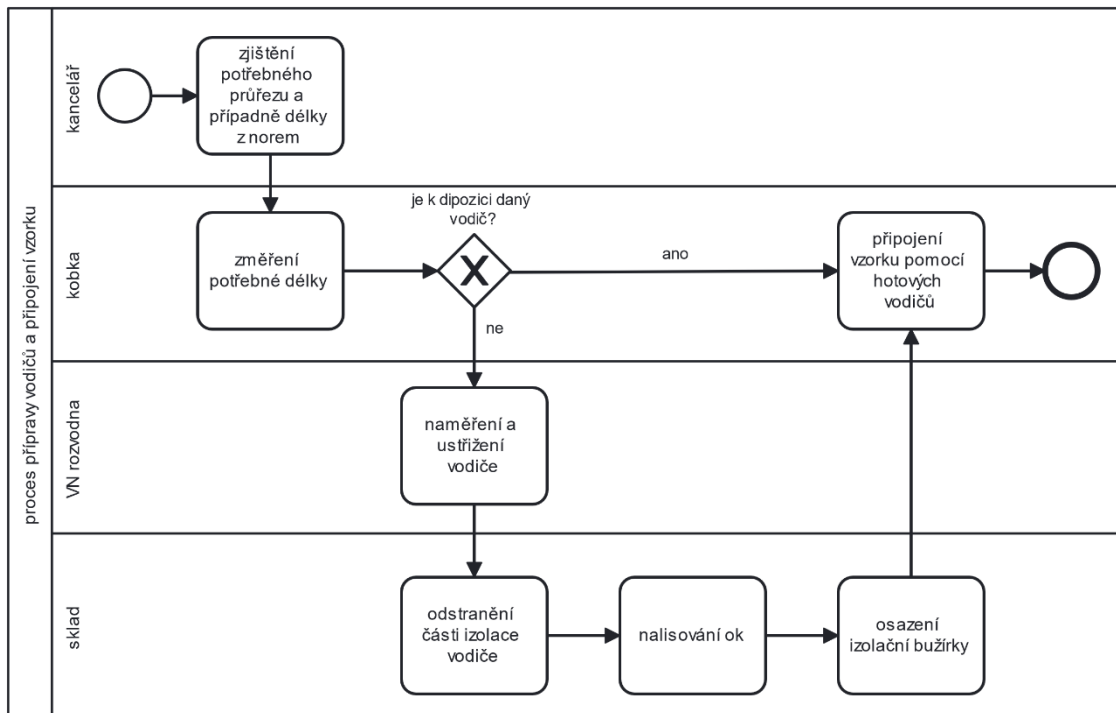 proces přípravy vodičů a připojení vzorku
kancelář
zjištění
potřebného
průřezu a
případně délky
z norem
kobka
změření
potřebné délky
je k dipozici daný
vodič?
ano
ne
připojení
vzorku pomocí
hotových
vodičů
VN rozvodna
naměření a
ustřižení
vodiče
sklad
odstranění
části izolace
vodiče
nalisování ok
osazení
izolační bužírky